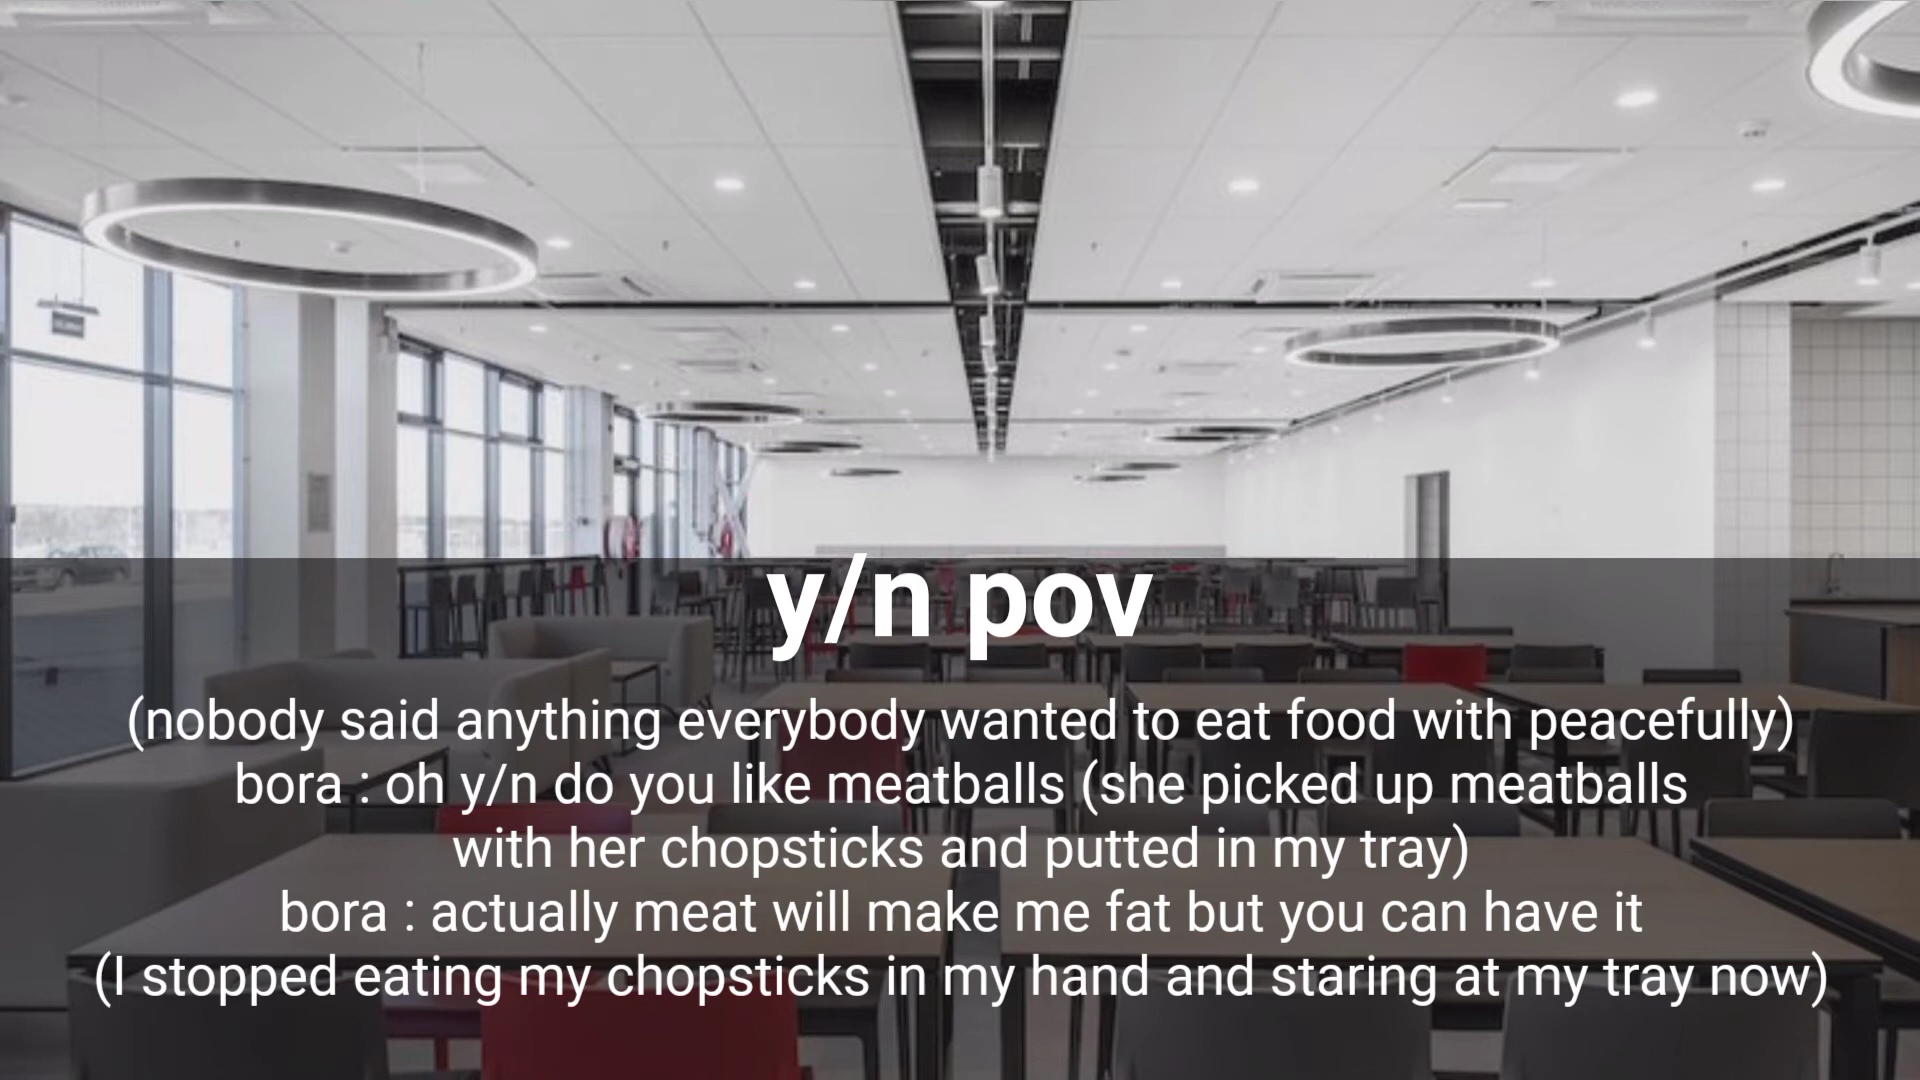 y/n pov
(nobody said anything everybody wanted to eat food with peacefully)
bora : oh y/n do you like meatballs (she picked up meatballs
with her chopsticks and putted in my tray)
bora : actually meat will make me fat but you can have it
(I stopped eating my chopsticks in my hand and staring at my tray now)